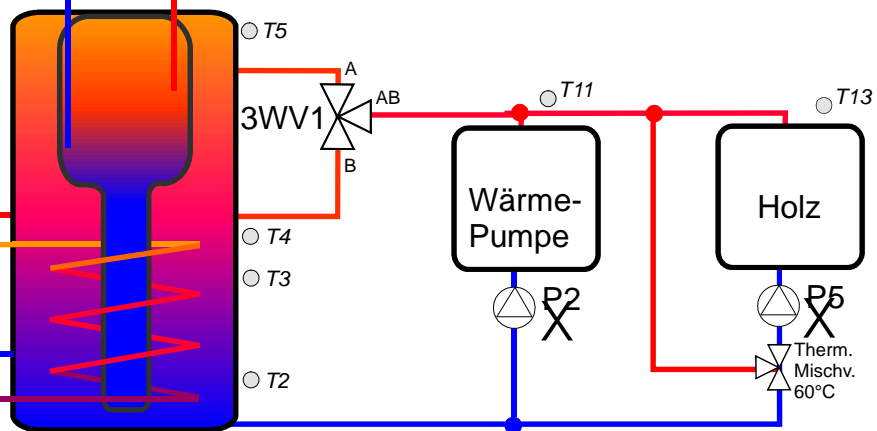 T5
A
AB
3WV1
B
T11
T13
Wärme-
Pumpe
Holz
T4
T3
P2
X
P5
X
Therm.
Mischv.
60°C
T2